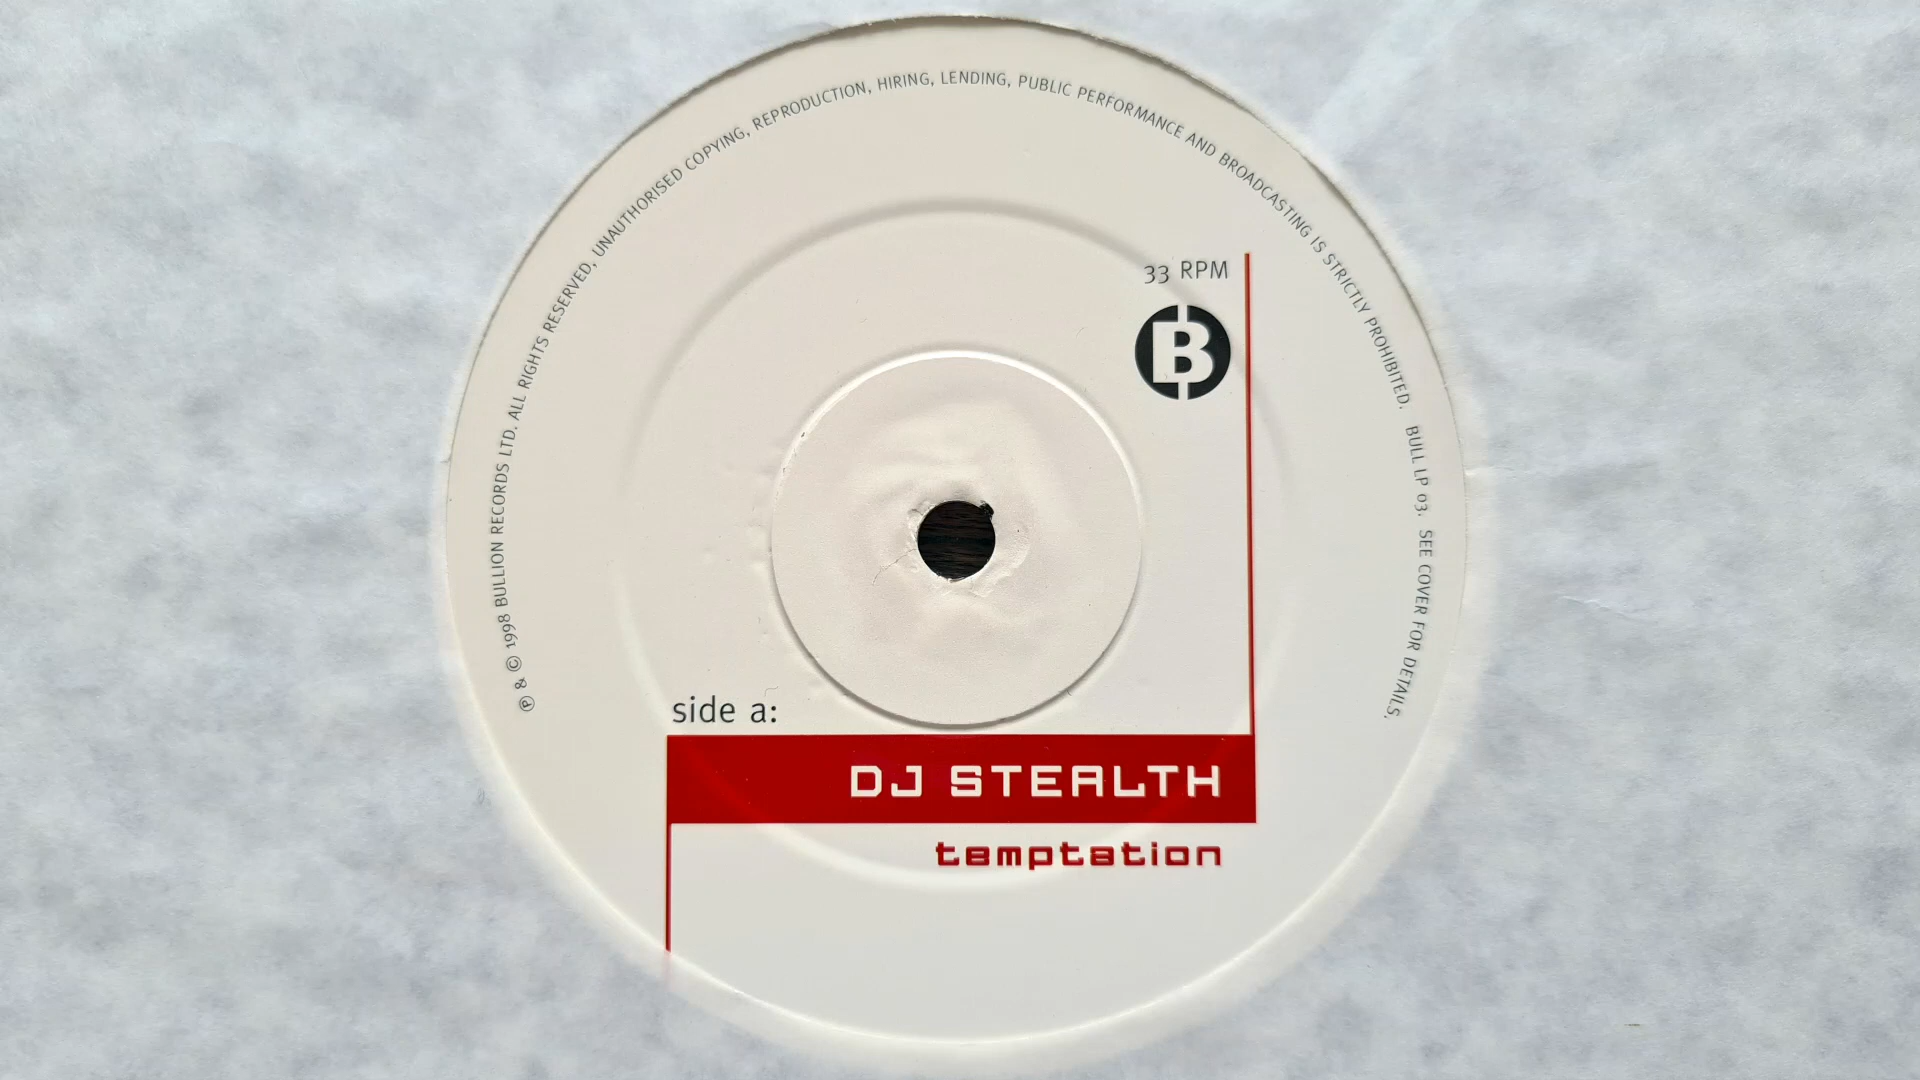 ℗ & © 1998 BULLION RECORDS LTD. ALL RIGHTS RESERVED, UNAUTHORISED COPYING, REPRODUCTION, HIRING, LENDING, PUBLIC PERFORMANCE AND BROADCASTING IS STRICTLY PROHIBITED. BULL LP 03. SEE COVER FOR DETAILS.
33 RPM
B
side a:
DJ STEALTH
temptation